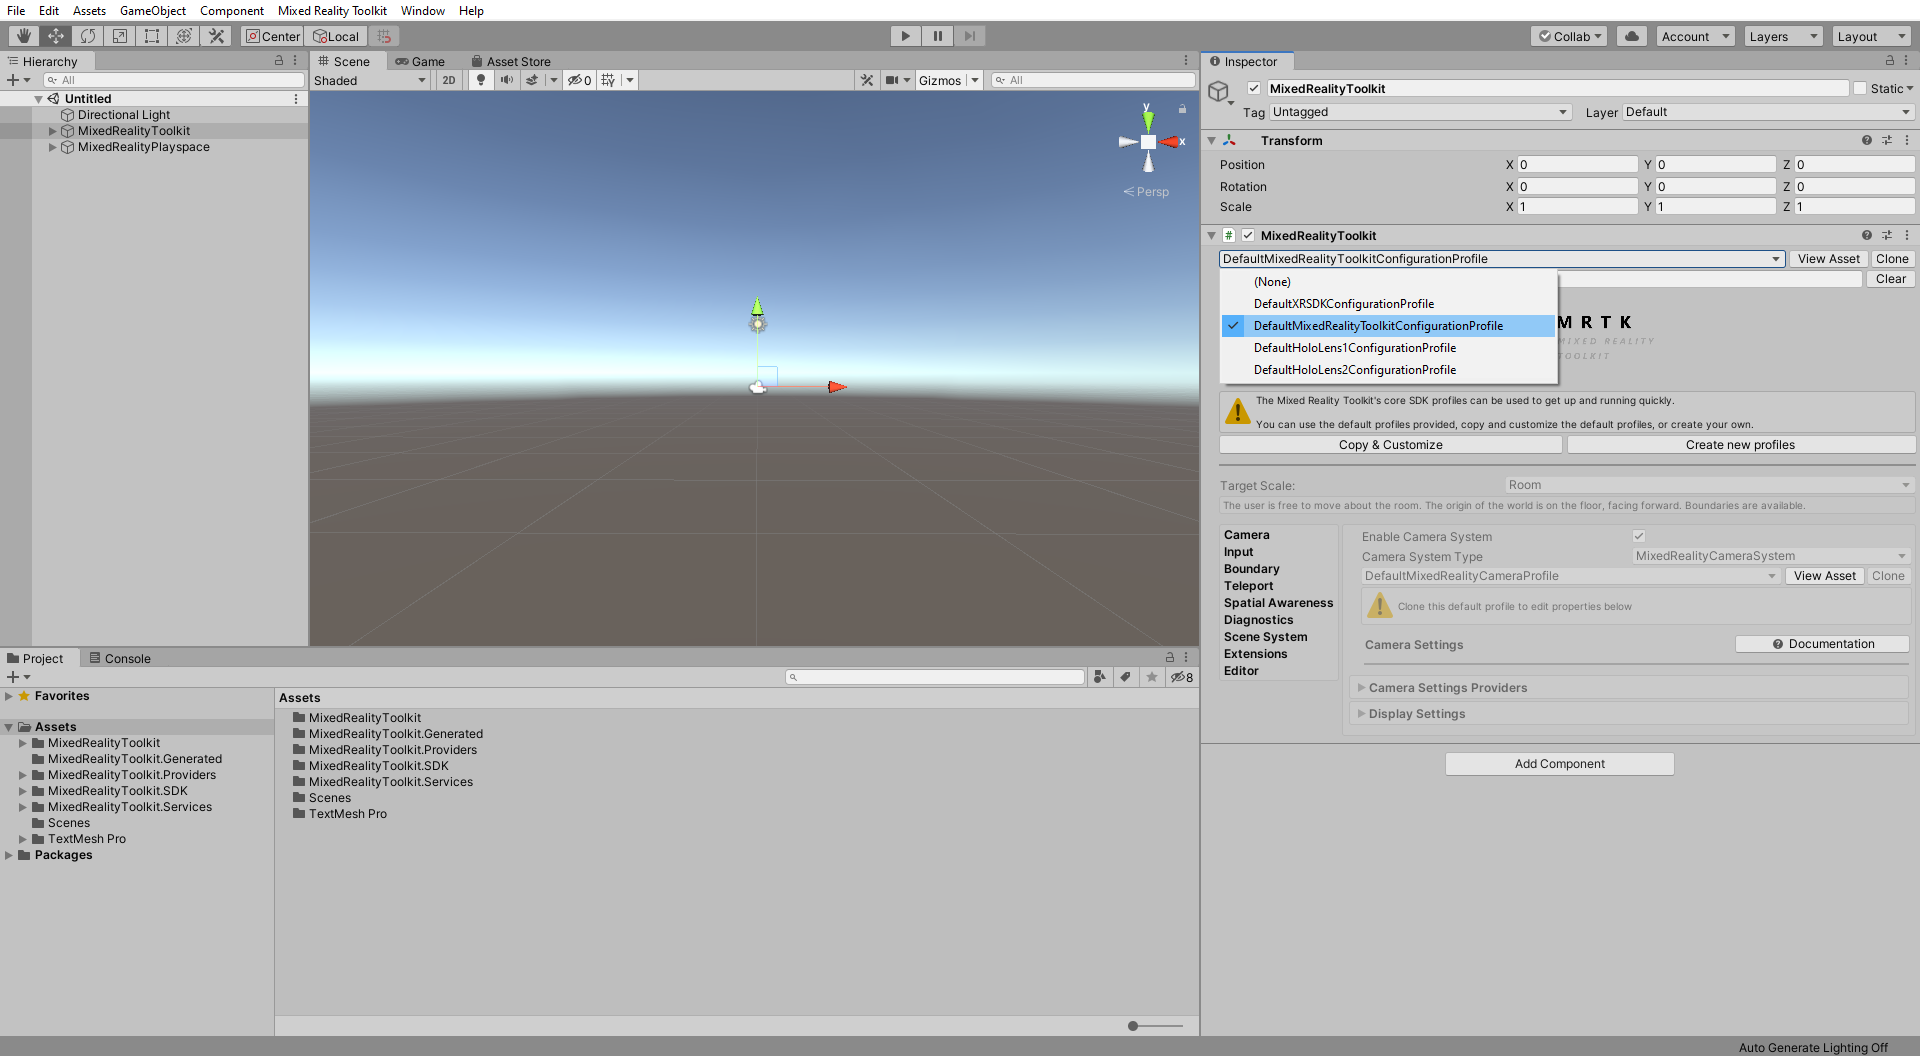 File Edit Assets GameObject Component Mixed Reality Toolkit Window Help
Center Local Collab Account Layers Layout
Hierarchy
All
Untitled
Directional Light
MixedRealityToolkit
MixedRealityPlayspace
Scene Game Asset Store
Shaded 2D 0 Gizmos All
y
x
Persp
Inspector
MixedRealityToolkit Static
Tag Untagged Layer Default
Transform
Position X 0 Y 0 Z 0
Rotation X 0 Y 0 Z 0
Scale X 1 Y 1 Z 1
# MixedRealityToolkit
DefaultMixedRealityToolkitConfigurationProfile View Asset Clone
Clear
(None)
DefaultXRSDKConfigurationProfile
DefaultMixedRealityToolkitConfigurationProfile
DefaultHoloLens1ConfigurationProfile
DefaultHoloLens2ConfigurationProfile
MRTK
MIXED REALITY
TOOLKIT
The Mixed Reality Toolkit's core SDK profiles can be used to get up and running quickly.
You can use the default profiles provided, copy and customize the default profiles, or create your own.
Copy & Customize Create new profiles
Target Scale: Room
The user is free to move about the room. The origin of the world is on the floor, facing forward. Boundaries are available.
Camera
Input
Boundary
Teleport
Spatial Awareness
Diagnostics
Scene System
Extensions
Editor
Enable Camera System
Camera System Type MixedRealityCameraSystem
DefaultMixedRealityCameraProfile View Asset Clone
Clone this default profile to edit properties below
Camera Settings Documentation
Camera Settings Providers
Display Settings
Add Component
Project Console
8
Favorites
Assets
MixedRealityToolkit
MixedRealityToolkit.Generated
MixedRealityToolkit.Providers
MixedRealityToolkit.SDK
MixedRealityToolkit.Services
Scenes
TextMesh Pro
Packages
Assets
MixedRealityToolkit
MixedRealityToolkit.Generated
MixedRealityToolkit.Providers
MixedRealityToolkit.SDK
MixedRealityToolkit.Services
Scenes
TextMesh Pro
Auto Generate Lighting Off